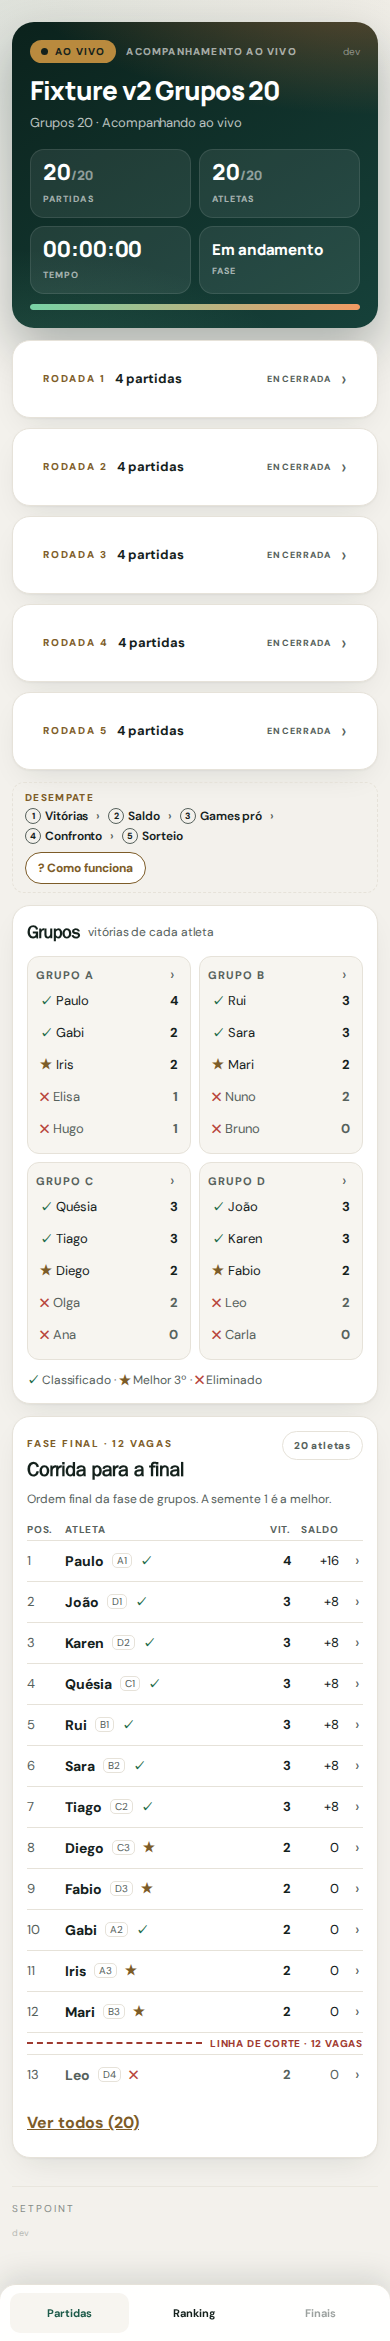 AO VIVO ACOMPANHAMENTO AO VIVO dev
Fixture v2 Grupos 20
Grupos 20 · Acompanhando ao vivo
20/20 20/20
PARTIDAS ATLETAS
00:00:00 Em andamento
TEMPO FASE
RODADA 1 4 partidas ENCERRADA ›
RODADA 2 4 partidas ENCERRADA ›
RODADA 3 4 partidas ENCERRADA ›
RODADA 4 4 partidas ENCERRADA ›
RODADA 5 4 partidas ENCERRADA ›
DESEMPATE
1 Vitórias › 2 Saldo › 3 Games pró ›
4 Confronto › 5 Sorteio
? Como funciona
Grupos vitórias de cada atleta
GRUPO A ›
✓ Paulo 4
✓ Gabi 2
★ Iris 2
✕ Elisa 1
✕ Hugo 1
GRUPO B ›
✓ Rui 3
✓ Sara 3
★ Mari 2
✕ Nuno 2
✕ Bruno 0
GRUPO C ›
✓ Quésia 3
✓ Tiago 3
★ Diego 2
✕ Olga 2
✕ Ana 0
GRUPO D ›
✓ João 3
✓ Karen 3
★ Fabio 2
✕ Leo 2
✕ Carla 0
✓ Classificado · ★ Melhor 3º · ✕ Eliminado
FASE FINAL · 12 VAGAS 20 atletas
Corrida para a final
Ordem final da fase de grupos. A semente 1 é a melhor.
POS. ATLETA VIT. SALDO
1 Paulo A1 ✓ 4 +16 ›
2 João D1 ✓ 3 +8 ›
3 Karen D2 ✓ 3 +8 ›
4 Quésia C1 ✓ 3 +8 ›
5 Rui B1 ✓ 3 +8 ›
6 Sara B2 ✓ 3 +8 ›
7 Tiago C2 ✓ 3 +8 ›
8 Diego C3 ★ 2 0 ›
9 Fabio D3 ★ 2 0 ›
10 Gabi A2 ✓ 2 0 ›
11 Iris A3 ★ 2 0 ›
12 Mari B3 ★ 2 0 ›
LINHA DE CORTE · 12 VAGAS
13 Leo D4 ✕ 2 0 ›
Ver todos (20)
SETPOINT
dev
Partidas Ranking Finais